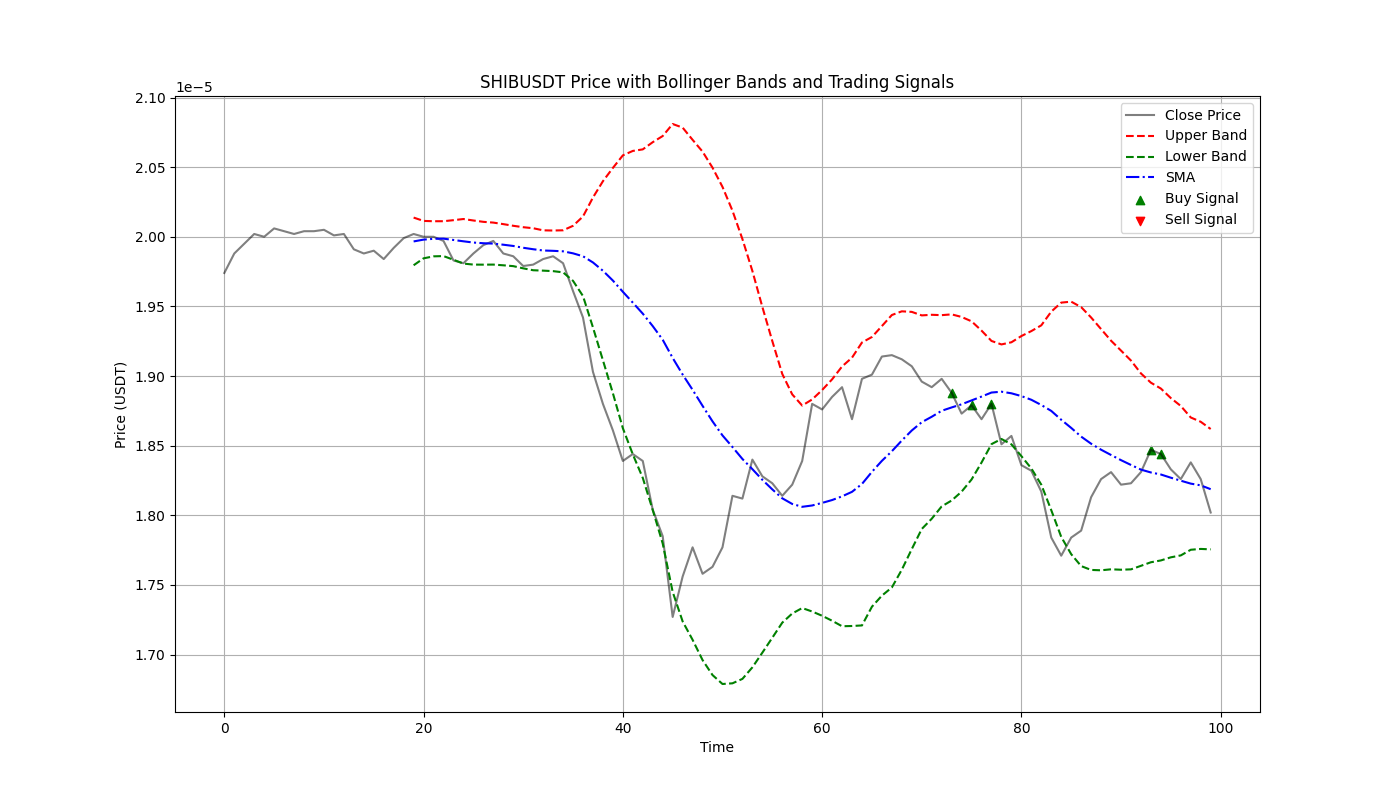 SHIBUSDT Price with Bollinger Bands and Trading Signals
1e−5
2.10
2.05
2.00
1.95
1.90
1.85
1.80
1.75
1.70
Price (USDT)
0
20
40
60
80
100
Time
Close Price
Upper Band
Lower Band
SMA
Buy Signal
Sell Signal